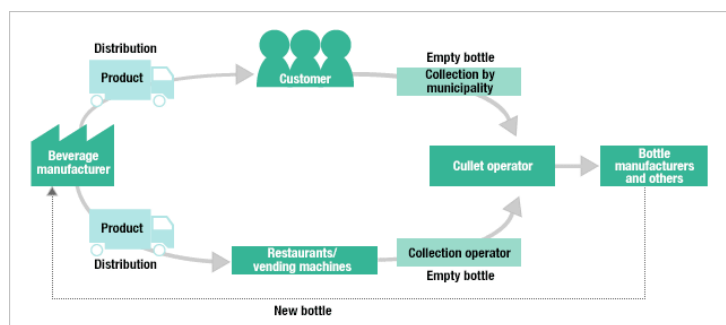 Distribution
Product
Customer
Empty bottle
Collection by
municipality
Beverage
manufacturer
Cullet operator
Bottle
manufacturers
and others
Product
Distribution
Restaurants/
vending machines
Collection operator
Empty bottle
New bottle